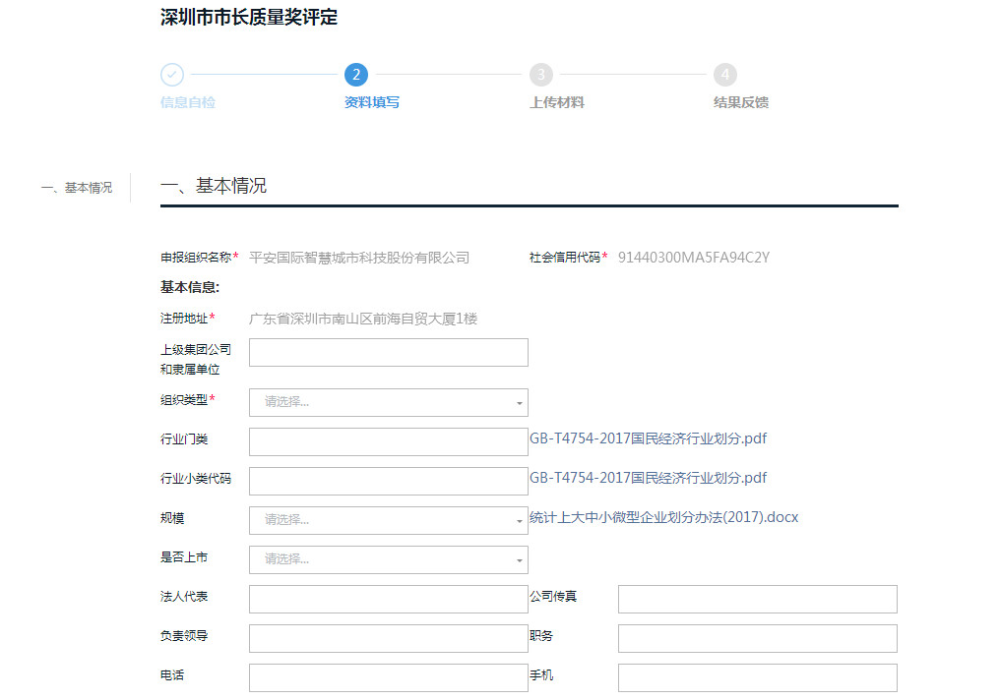 深圳市市长质量奖评定
2 3 4
信息自检 资料填写 上传材料 结果反馈
一、基本情况 一、基本情况
申报组织名称* 平安国际智慧城市科技股份有限公司 社会信用代码* 91440300MA5FA94C2Y
基本信息:
注册地址* 广东省深圳市南山区前海自贸大厦1楼
上级集团公司
和隶属单位
组织类型* 请选择...
行业门类 GB-T4754-2017国民经济行业划分.pdf
行业小类代码 GB-T4754-2017国民经济行业划分.pdf
规模 请选择... 统计上大中小微型企业划分办法(2017).docx
是否上市 请选择...
法人代表 公司传真
负责领导 职务
电话 手机